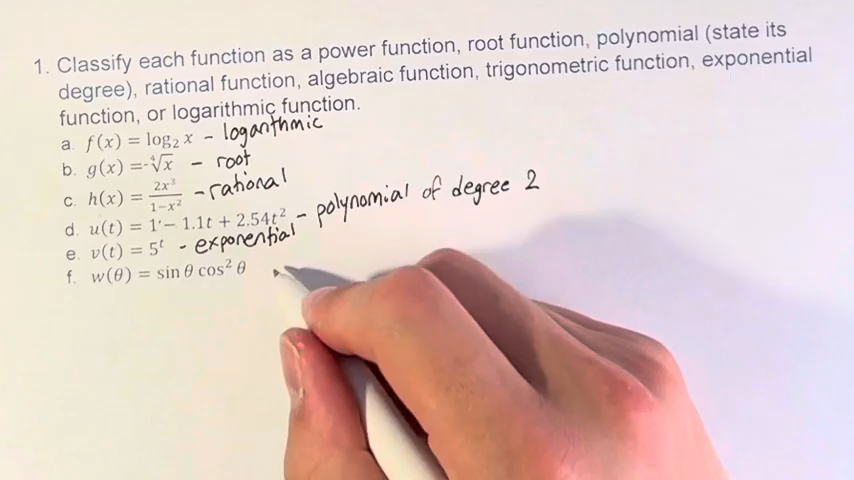 1. Classify each function as a power function, root function, polynomial (state its
degree), rational function, algebraic function, trigonometric function, exponential
function, or logarithmic function.
a. f(x) = log₂ x - logarithmic
b. g(x) = ⁴√x - root
c. h(x) = 2x³/1−x² - rational
d. u(t) = 1 − 1.1t + 2.54t² - polynomial of degree 2
e. v(t) = 5ᵗ - exponential
f. w(θ) = sin θ cos² θ